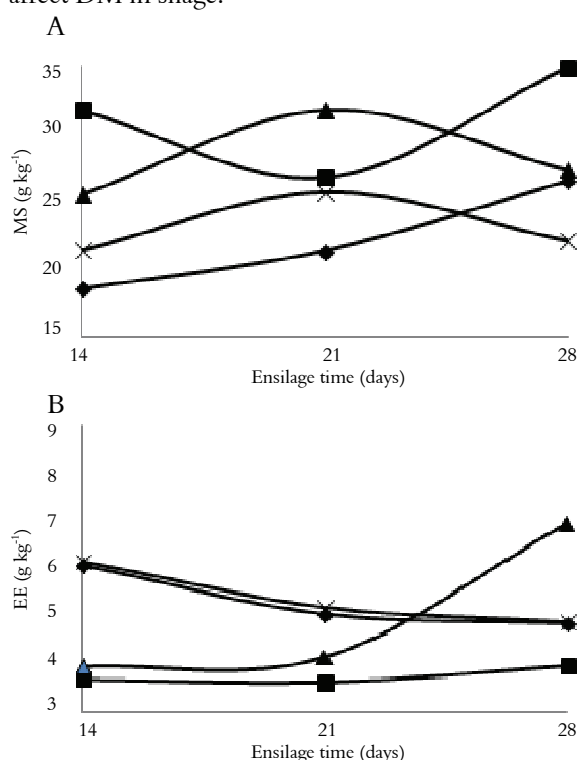 affect DM in silage.
A
35
30
25
20
15
MS (g kg-1)
14 21 28
Ensilage time (days)
B
9
8
7
6
5
4
3
EE (g kg-1)
14 21 28
Ensilage time (days)